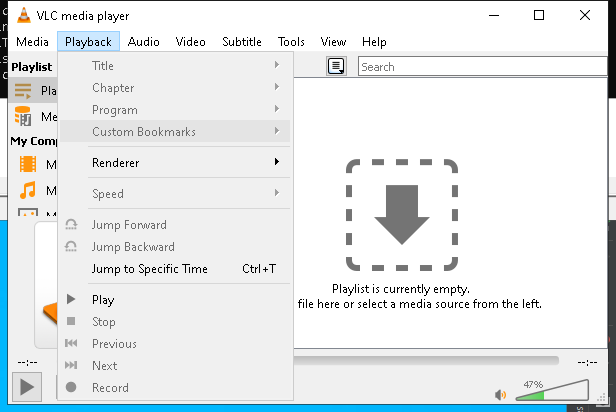 VLC media player
Media Playback Audio Video Subtitle Tools View Help
Playlist
Search
Pla
Me
My Comp
M
M
M
Title
Chapter
Program
Custom Bookmarks
Renderer
Speed
Jump Forward
Jump Backward
Jump to Specific Time Ctrl+T
Play
Stop
Previous
Next
Record
Playlist is currently empty.
file here or select a media source from the left.
--:-- --:--
47%